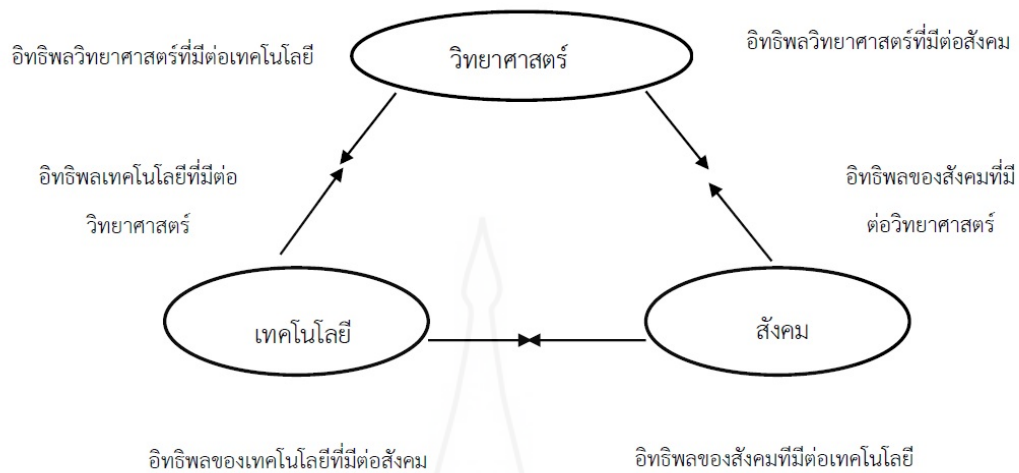 อิทธิพลวิทยาศาสตร์ที่มีต่อเทคโนโลยี
วิทยาศาสตร์
อิทธิพลวิทยาศาสตร์ที่มีต่อสังคม
อิทธิพลเทคโนโลยีที่มีต่อ
วิทยาศาสตร์
อิทธิพลของสังคมที่มี
ต่อวิทยาศาสตร์
เทคโนโลยี
สังคม
อิทธิพลของเทคโนโลยีที่มีต่อสังคม
อิทธิพลของสังคมทีมีต่อเทคโนโลยี